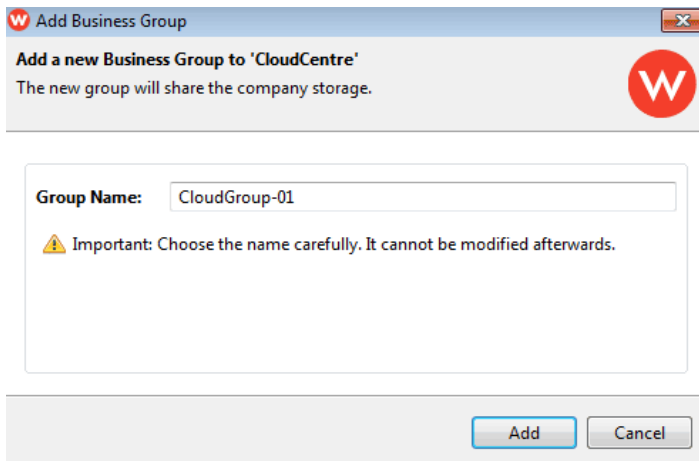 Add Business Group
Add a new Business Group to 'CloudCentre'
The new group will share the company storage.
W
Group Name: CloudGroup-01
Important: Choose the name carefully. It cannot be modified afterwards.
Add Cancel